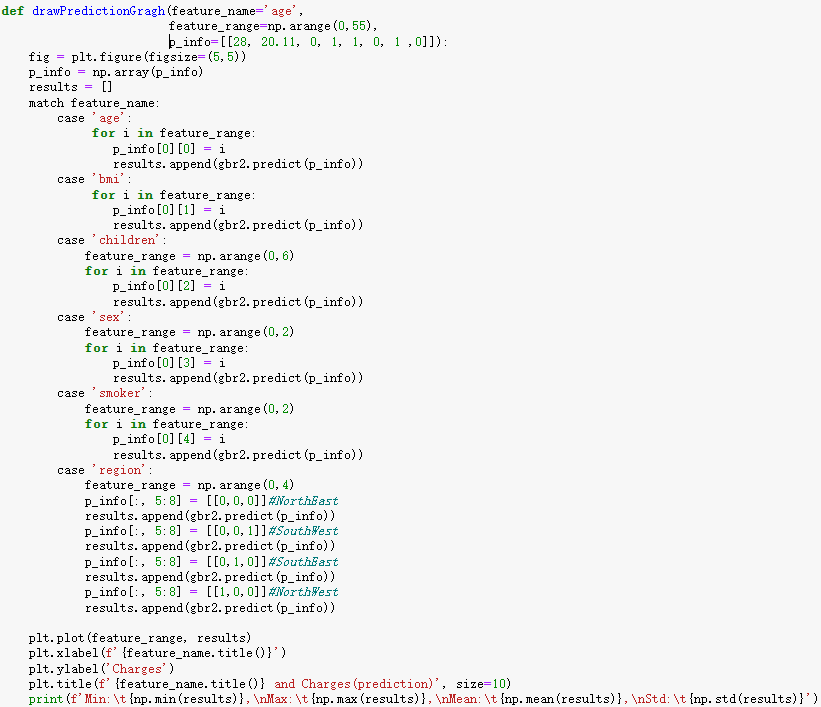 def drawPredictionGragh(feature_name='age',
                        feature_range=np.arange(0,55),
                        p_info=[[28, 20.11, 0, 1, 1, 0, 1 ,0]]):
    fig = plt.figure(figsize=(5,5))
    p_info = np.array(p_info)
    results = []
    match feature_name:
        case 'age':
             for i in feature_range:
                p_info[0][0] = i
                results.append(gbr2.predict(p_info))
        case 'bmi':
             for i in feature_range:
                p_info[0][1] = i
                results.append(gbr2.predict(p_info))
        case 'children':
            feature_range = np.arange(0,6)
            for i in feature_range:
                p_info[0][2] = i
                results.append(gbr2.predict(p_info))
        case 'sex':
            feature_range = np.arange(0,2)
            for i in feature_range:
                p_info[0][3] = i
                results.append(gbr2.predict(p_info))
        case 'smoker':
            feature_range = np.arange(0,2)
            for i in feature_range:
                p_info[0][4] = i
                results.append(gbr2.predict(p_info))
        case 'region':
            feature_range = np.arange(0,4)
            p_info[:, 5:8] = [[0,0,0]]#NorthEast
            results.append(gbr2.predict(p_info))
            p_info[:, 5:8] = [[0,0,1]]#SouthWest
            results.append(gbr2.predict(p_info))
            p_info[:, 5:8] = [[0,1,0]]#SouthEast
            results.append(gbr2.predict(p_info))
            p_info[:, 5:8] = [[1,0,0]]#NorthWest
            results.append(gbr2.predict(p_info))

    plt.plot(feature_range, results)
    plt.xlabel(f'{feature_name.title()}')
    plt.ylabel('Charges')
    plt.title(f'{feature_name.title()} and Charges(prediction)', size=10)
    print(f'Min:\t{np.min(results)},\nMax:\t{np.max(results)},\nMean:\t{np.mean(results)},\nStd:\t{np.std(results)}')